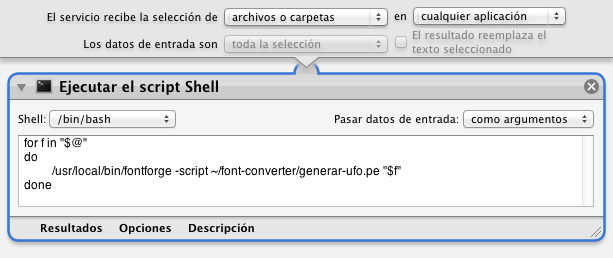 El servicio recibe la selección de archivos o carpetas en cualquier aplicación
Los datos de entrada son toda la selección El resultado reemplaza el
texto seleccionado
Ejecutar el script Shell
Shell: /bin/bash Pasar datos de entrada: como argumentos
for f in "$@"
do
/usr/local/bin/fontforge -script ~/font-converter/generar-ufo.pe "$f"
done
Resultados Opciones Descripción